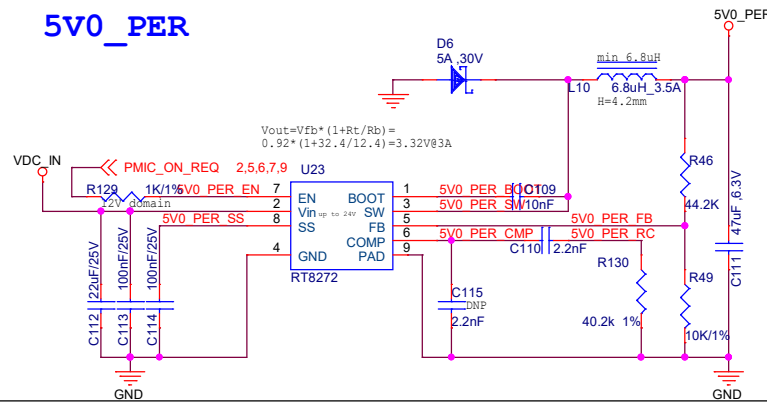 5V0_PER
5V0_PER
D6
5A ,30V
min 6.8uH
L10 6.8uH_3.5A
H=4.2mm
Vout=Vfb*(1+Rt/Rb)=
0.92*(1+32.4/12.4)=3.32V@3A
VDC_IN
PMIC_ON_REQ 2,5,6,7,9
U23
R129 1K/1% 5V0_PER_EN 7
12V domain
EN BOOT
Vin up to 24V SW
SS FB
COMP
GND PAD
2
5V0_PER_SS 8
4
1 5V0_PER_BOOT C109
3 5V0_PER_SW 10nF
5 5V0_PER_FB
6 5V0_PER_CMP 5V0_PER_RC
9 C110 2.2nF
RT8272
R46
44.2K
47uF ,6.3V
C111
R49
10K/1%
R130
40.2k 1%
C115
DNP
2.2nF
22uF/25V
100nF/25V
100nF/25V
C112
C113
C114
GND
GND